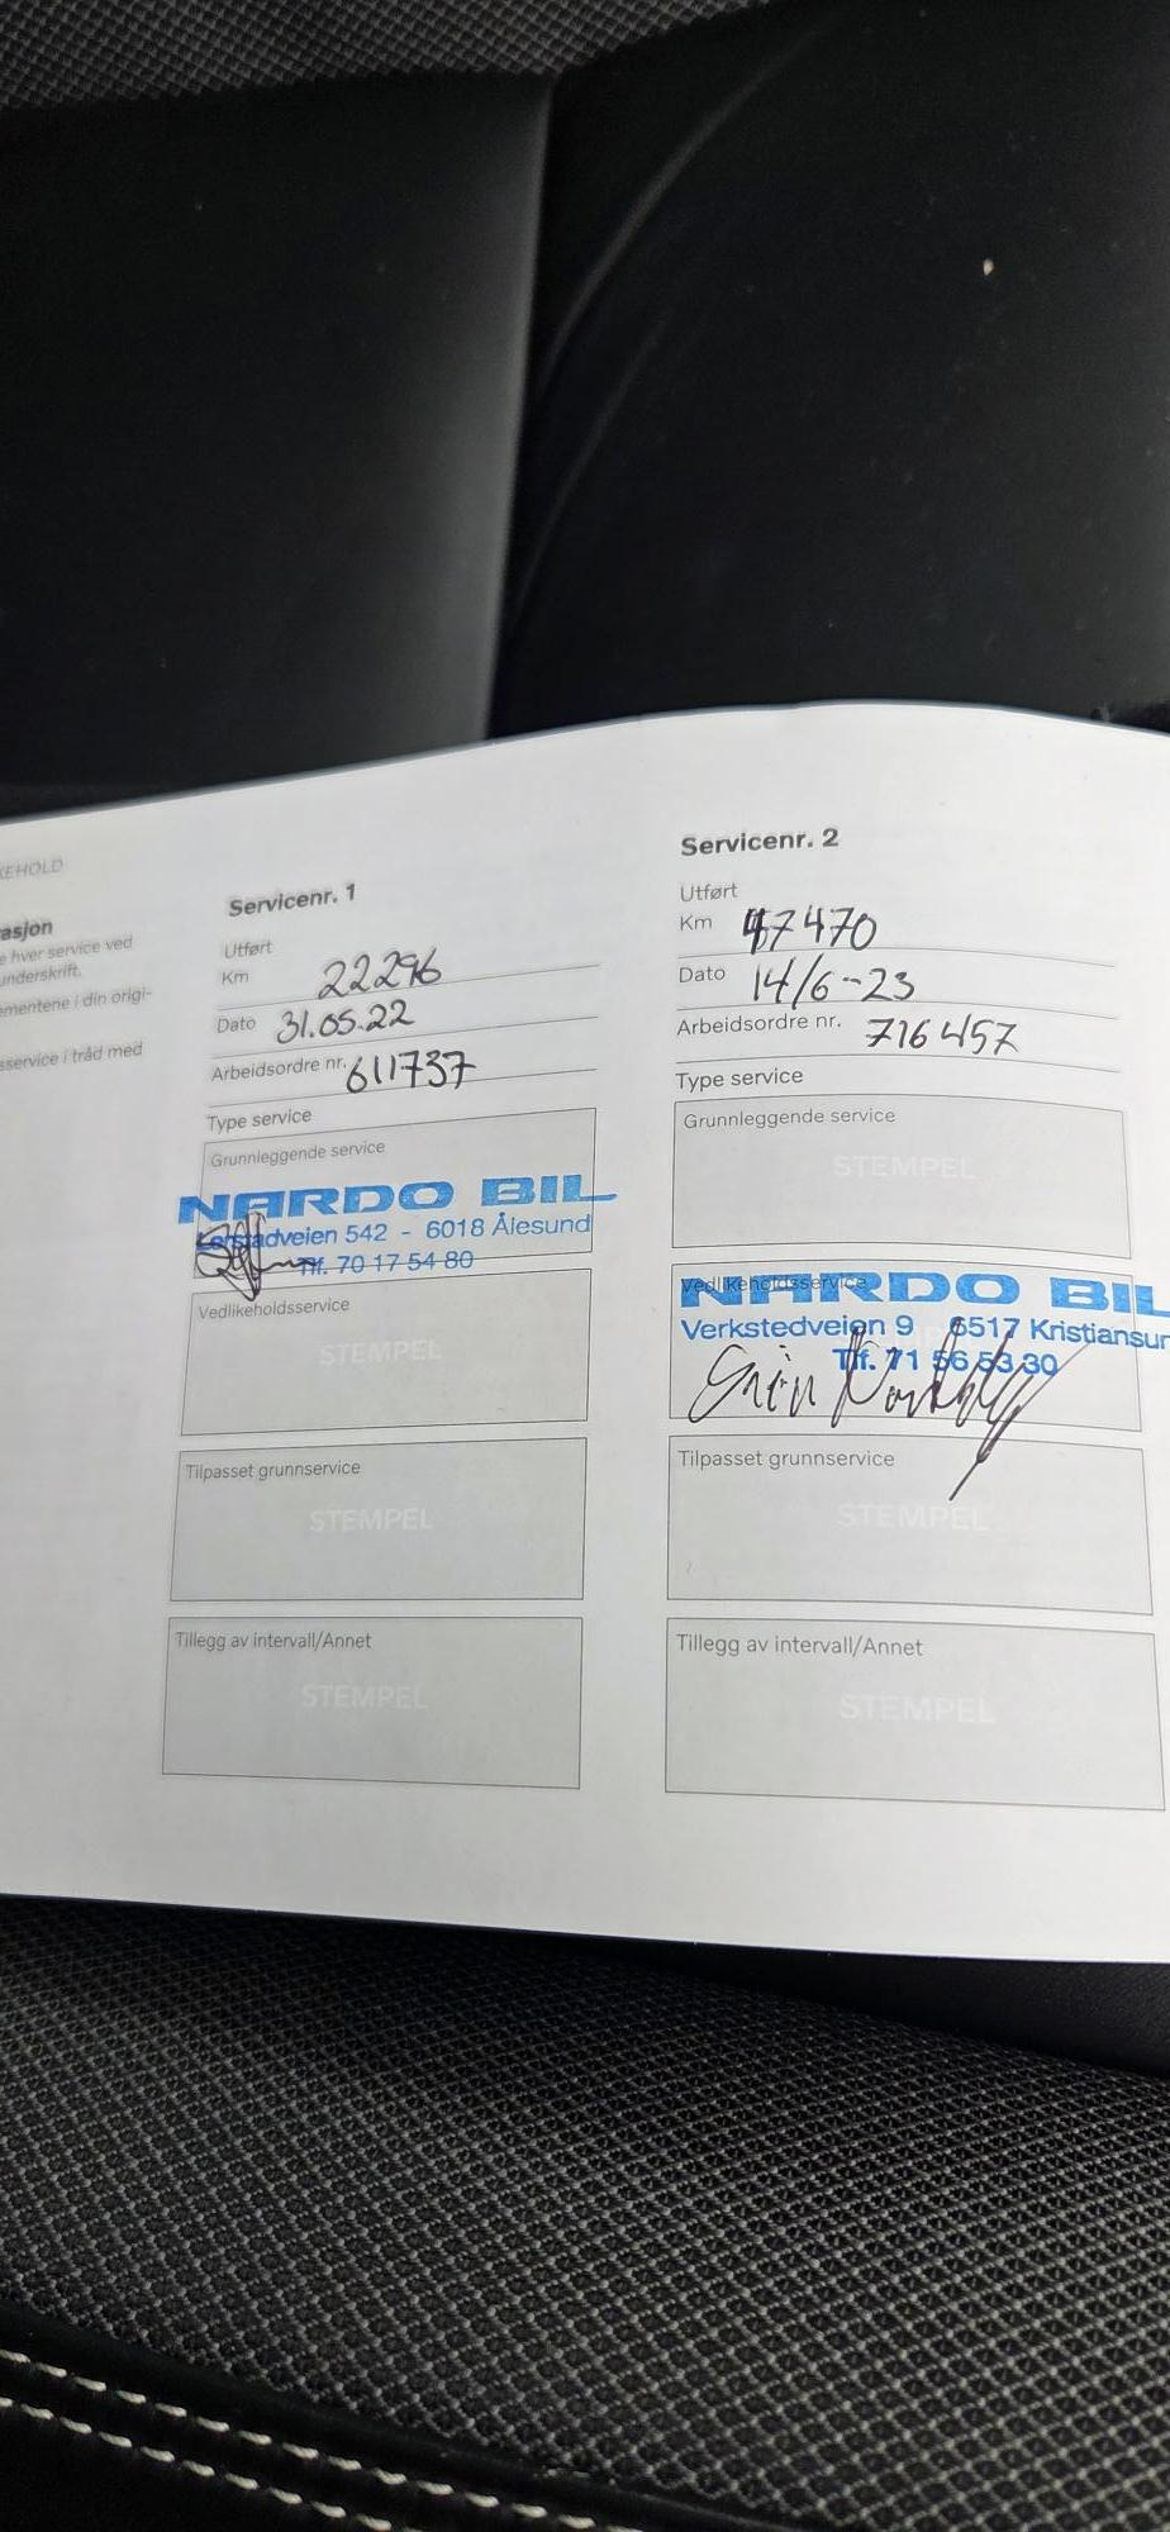 KEHOLD
asjon
e hver service ved
underskrift.
ementene i din origi-
sservice i tråd med
Servicenr. 1
Utført
Km 22296
Dato 31.05.22
Arbeidsordre nr. 611737
Type service
Grunnleggende service
NARDO BIL
Lerstadveien 542 - 6018 Ålesund
Tlf. 70 17 54 80
Vedlikeholdsservice
STEMPEL
Tilpasset grunnservice
STEMPEL
Tillegg av intervall/Annet
STEMPEL
Servicenr. 2
Utført
Km 47470
Dato 14/6-23
Arbeidsordre nr. 716457
Type service
Grunnleggende service
STEMPEL
Vedlikeholdsservice
NARDO BIL
Verkstedveien 9 6517 Kristiansun
Tlf. 71 56 53 30
Tilpasset grunnservice
STEMPEL
Tillegg av intervall/Annet
STEMPEL